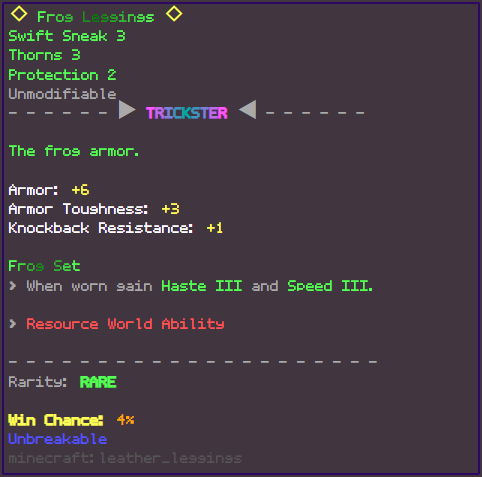 Frog Leggings
Swift Sneak 3
Thorns 3
Protection 2
Unmodifiable
- - - - - - ▶ TRICKSTER ◀ - - - - - -
The frog armor.
Armor: +6
Armor Toughness: +3
Knockback Resistance: +1
Frog Set
> When worn gain Haste III and Speed III.
> Resource World Ability
- - - - - - - - - - - - - - - - - - - - - -
Rarity: RARE
Win Chance: 4%
Unbreakable
minecraft:leather_leggings